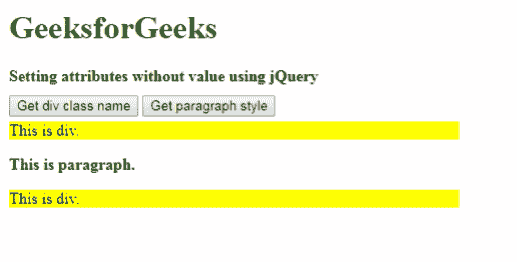 GeeksforGeeks
Setting attributes without value using jQuery
Get div class name Get paragraph style
This is div.
This is paragraph.
This is div.